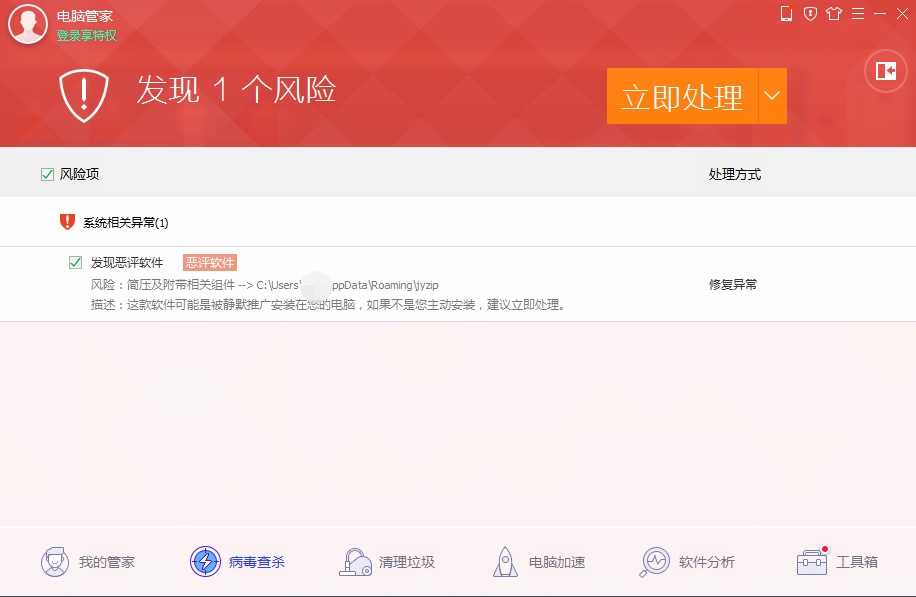 电脑管家
登录享特权
发现 1 个风险
立即处理
风险项
处理方式
系统相关异常(1)
发现恶评软件 恶评软件
风险：简压及附带相关组件 --> C:\Users\ ppData\Roaming\jyzip
修复异常
描述：这款软件可能是被静默推广安装在您的电脑，如果不是您主动安装，建议立即处理。
我的管家
病毒查杀
清理垃圾
电脑加速
软件分析
工具箱